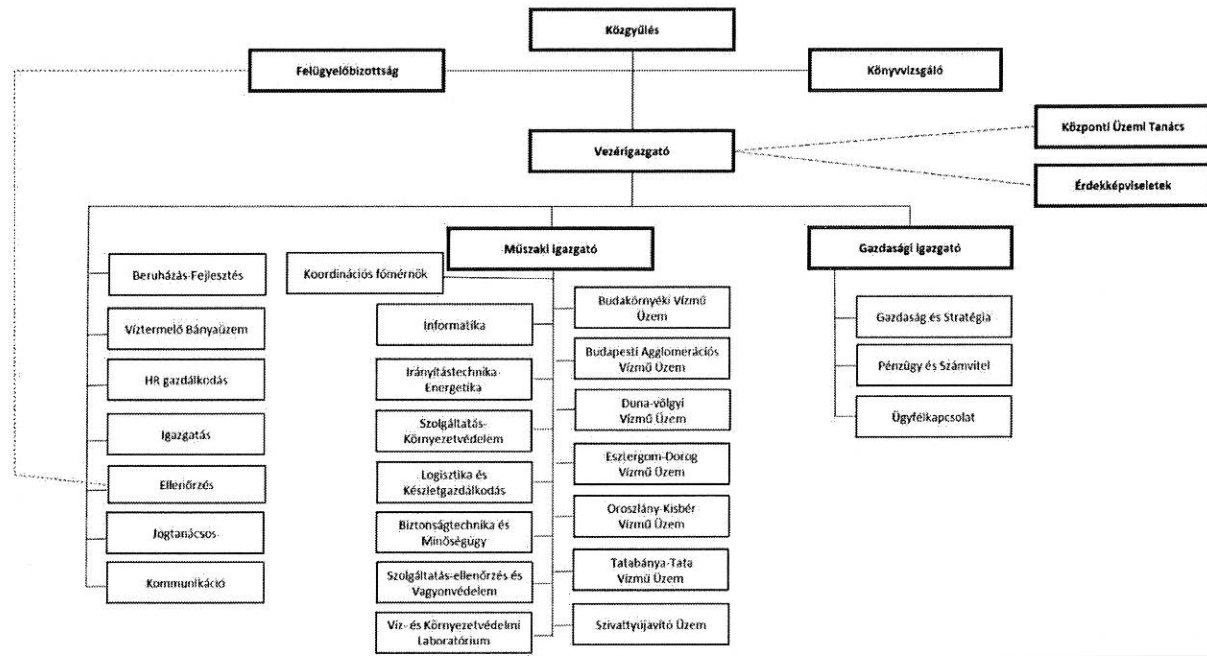 Közgyűlés
Felügyelőbizottság
Könyvvizsgáló
Központi Üzemi Tanács
Vezérigazgató
Érdekképviseletek
Műszaki igazgató
Gazdasági igazgató
Beruházás-Fejlesztés
Víztermelő Bányaüzem
HR gazdálkodás
Igazgatás
Ellenőrzés
Jogtanácsos
Kommunikáció
Koordinációs főmérnök
Informatika
Irányítástechnika-
Energetika
Szolgáltatás-
Környezetvédelem
Logisztika és
Készletgazdálkodás
Biztonságtechnika és
Minőségügy
Szolgáltatás-ellenőrzés és
Vagyonvédelem
Víz- és Környezetvédelmi
Laboratórium
Budakörnyéki Vízmű
Üzem
Budapesti Agglomerációs
Vízmű Üzem
Duna-völgyi
Vízmű Üzem
Esztergom-Dorog
Vízmű Üzem
Oroszlány-Kisbér
Vízmű Üzem
Tatabánya-Tata
Vízmű Üzem
Szivattyújavító Üzem
Gazdaság és Stratégia
Pénzügy és Számvitel
Ügyfélkapcsolat